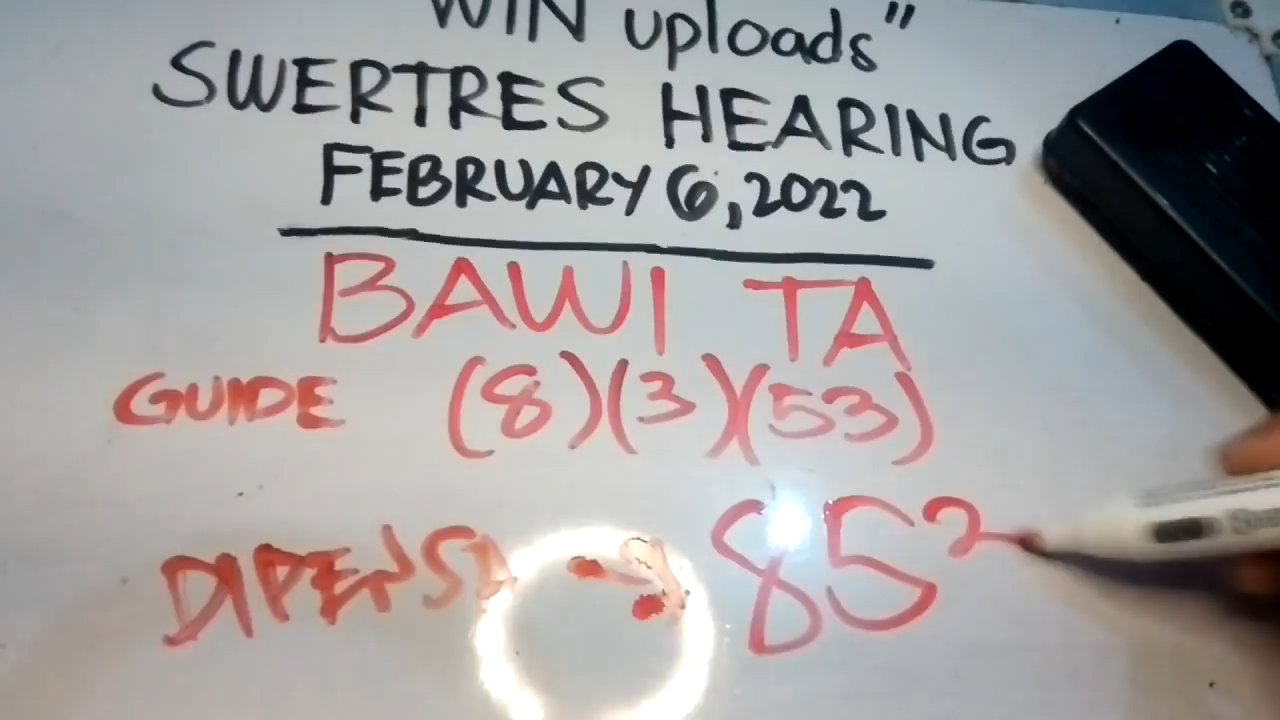 WIN uploads"
SWERTRES HEARING
FEBRUARY 6, 2022
BAWI TA
GUIDE (8)(3)(53)
DIPENSA → 85²